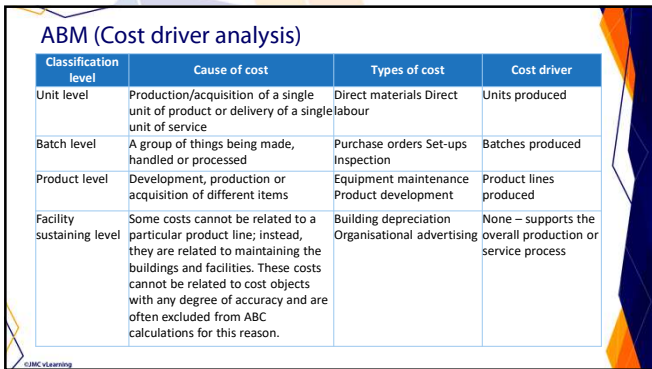 ABM (Cost driver analysis)
Classification level
Cause of cost
Types of cost
Cost driver
Unit level
Production/acquisition of a single
unit of product or delivery of a single
unit of service
Direct materials Direct
labour
Units produced
Batch level
A group of things being made,
handled or processed
Purchase orders Set-ups
Inspection
Batches produced
Product level
Development, production or
acquisition of different items
Equipment maintenance
Product development
Product lines
produced
Facility
sustaining level
Some costs cannot be related to a
particular product line; instead,
they are related to maintaining the
buildings and facilities. These costs
cannot be related to cost objects
with any degree of accuracy and are
often excluded from ABC
calculations for this reason.
Building depreciation
Organisational advertising
None – supports the
overall production or
service process
©JMC vLearning